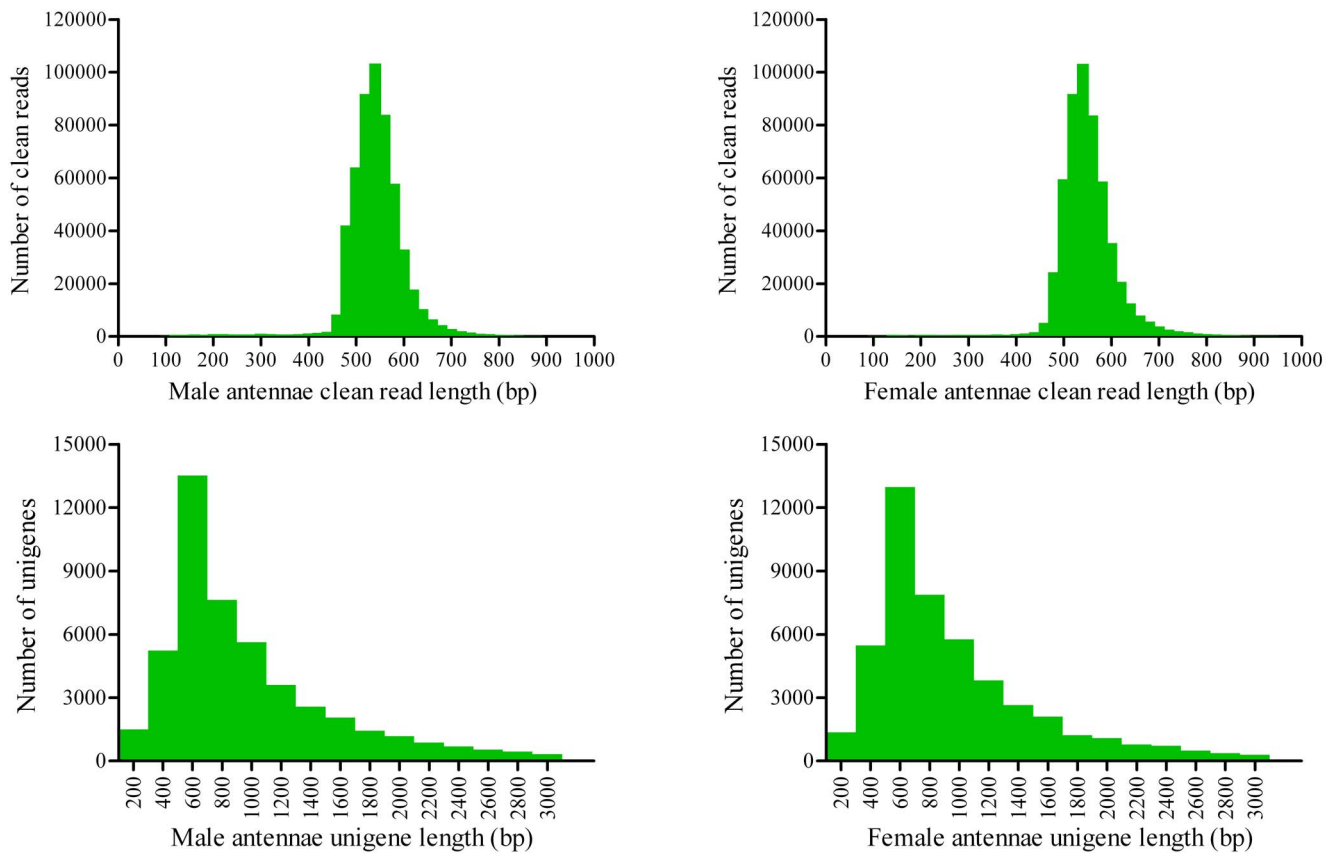 120000
100000
80000
60000
40000
20000
0
Number of clean reads
0 100 200 300 400 500 600 700 800 900 1000
Male antennae clean read length (bp)
120000
100000
80000
60000
40000
20000
0
Number of clean reads
0 100 200 300 400 500 600 700 800 900 1000
Female antennae clean read length (bp)
15000
12000
9000
6000
3000
0
Number of unigenes
200 400 600 800 1000 1200 1400 1600 1800 2000 2200 2400 2600 2800 3000
Male antennae unigene length (bp)
15000
12000
9000
6000
3000
0
Number of unigenes
200 400 600 800 1000 1200 1400 1600 1800 2000 2200 2400 2600 2800 3000
Female antennae unigene length (bp)